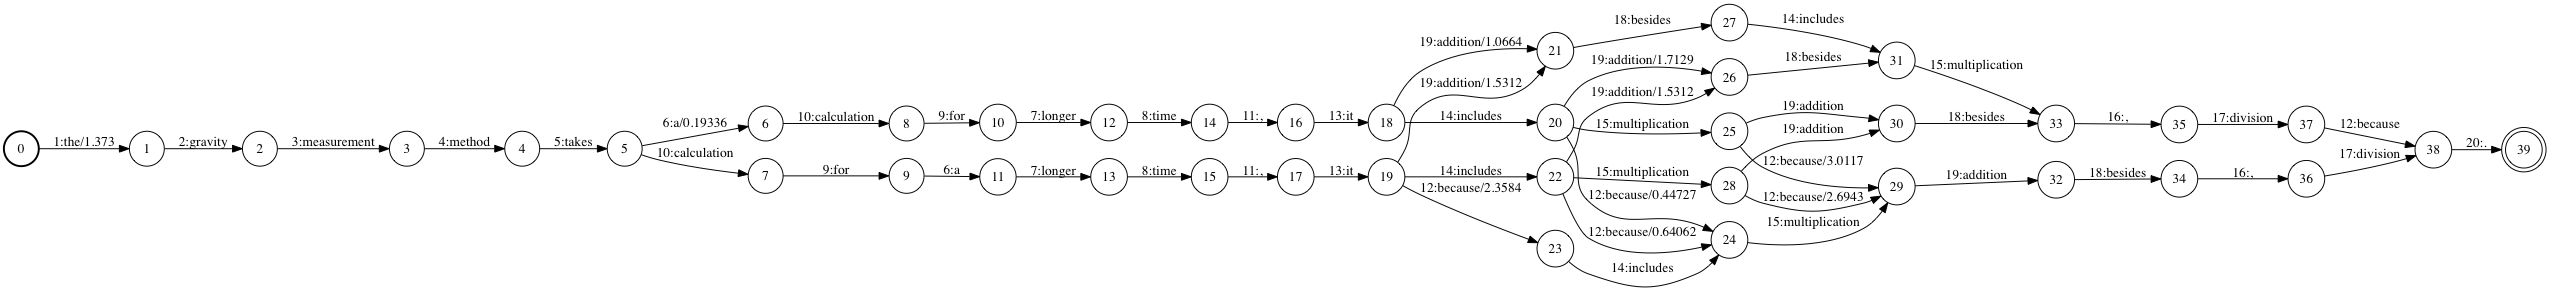 0 1:the/1.373 1 2:gravity 2 3:measurement 3 4:method 4 5:takes 5
6:a/0.19336 6 10:calculation 8 9:for 10 7:longer 12 8:time 14 11:, 16 13:it 18
10:calculation 7 9:for 9 6:a 11 7:longer 13 8:time 15 11:, 17 13:it 19
19:addition/1.0664 21 18:besides 27 14:includes 31 15:multiplication
19:addition/1.5312
14:includes 20 19:addition/1.7129 26 18:besides
19:addition/1.5312
15:multiplication 25 19:addition 30 18:besides 33 16:, 35 17:division 37 12:because
19:addition
12:because/3.0117
14:includes 22 15:multiplication 28 12:because/2.6943 29 19:addition 32 18:besides 34 16:, 36 17:division 38 20:. 39
12:because/2.3584 23 14:includes
12:because/0.44727
12:because/0.64062 24 15:multiplication